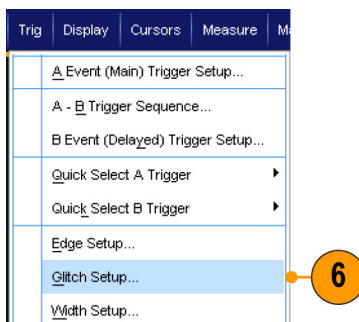 Trig Display Cursors Measure
A Event (Main) Trigger Setup...
A - B Trigger Sequence...
B Event (Delayed) Trigger Setup...
Quick Select A Trigger
Quick Select B Trigger
Edge Setup...
Glitch Setup...
6
Width Setup...